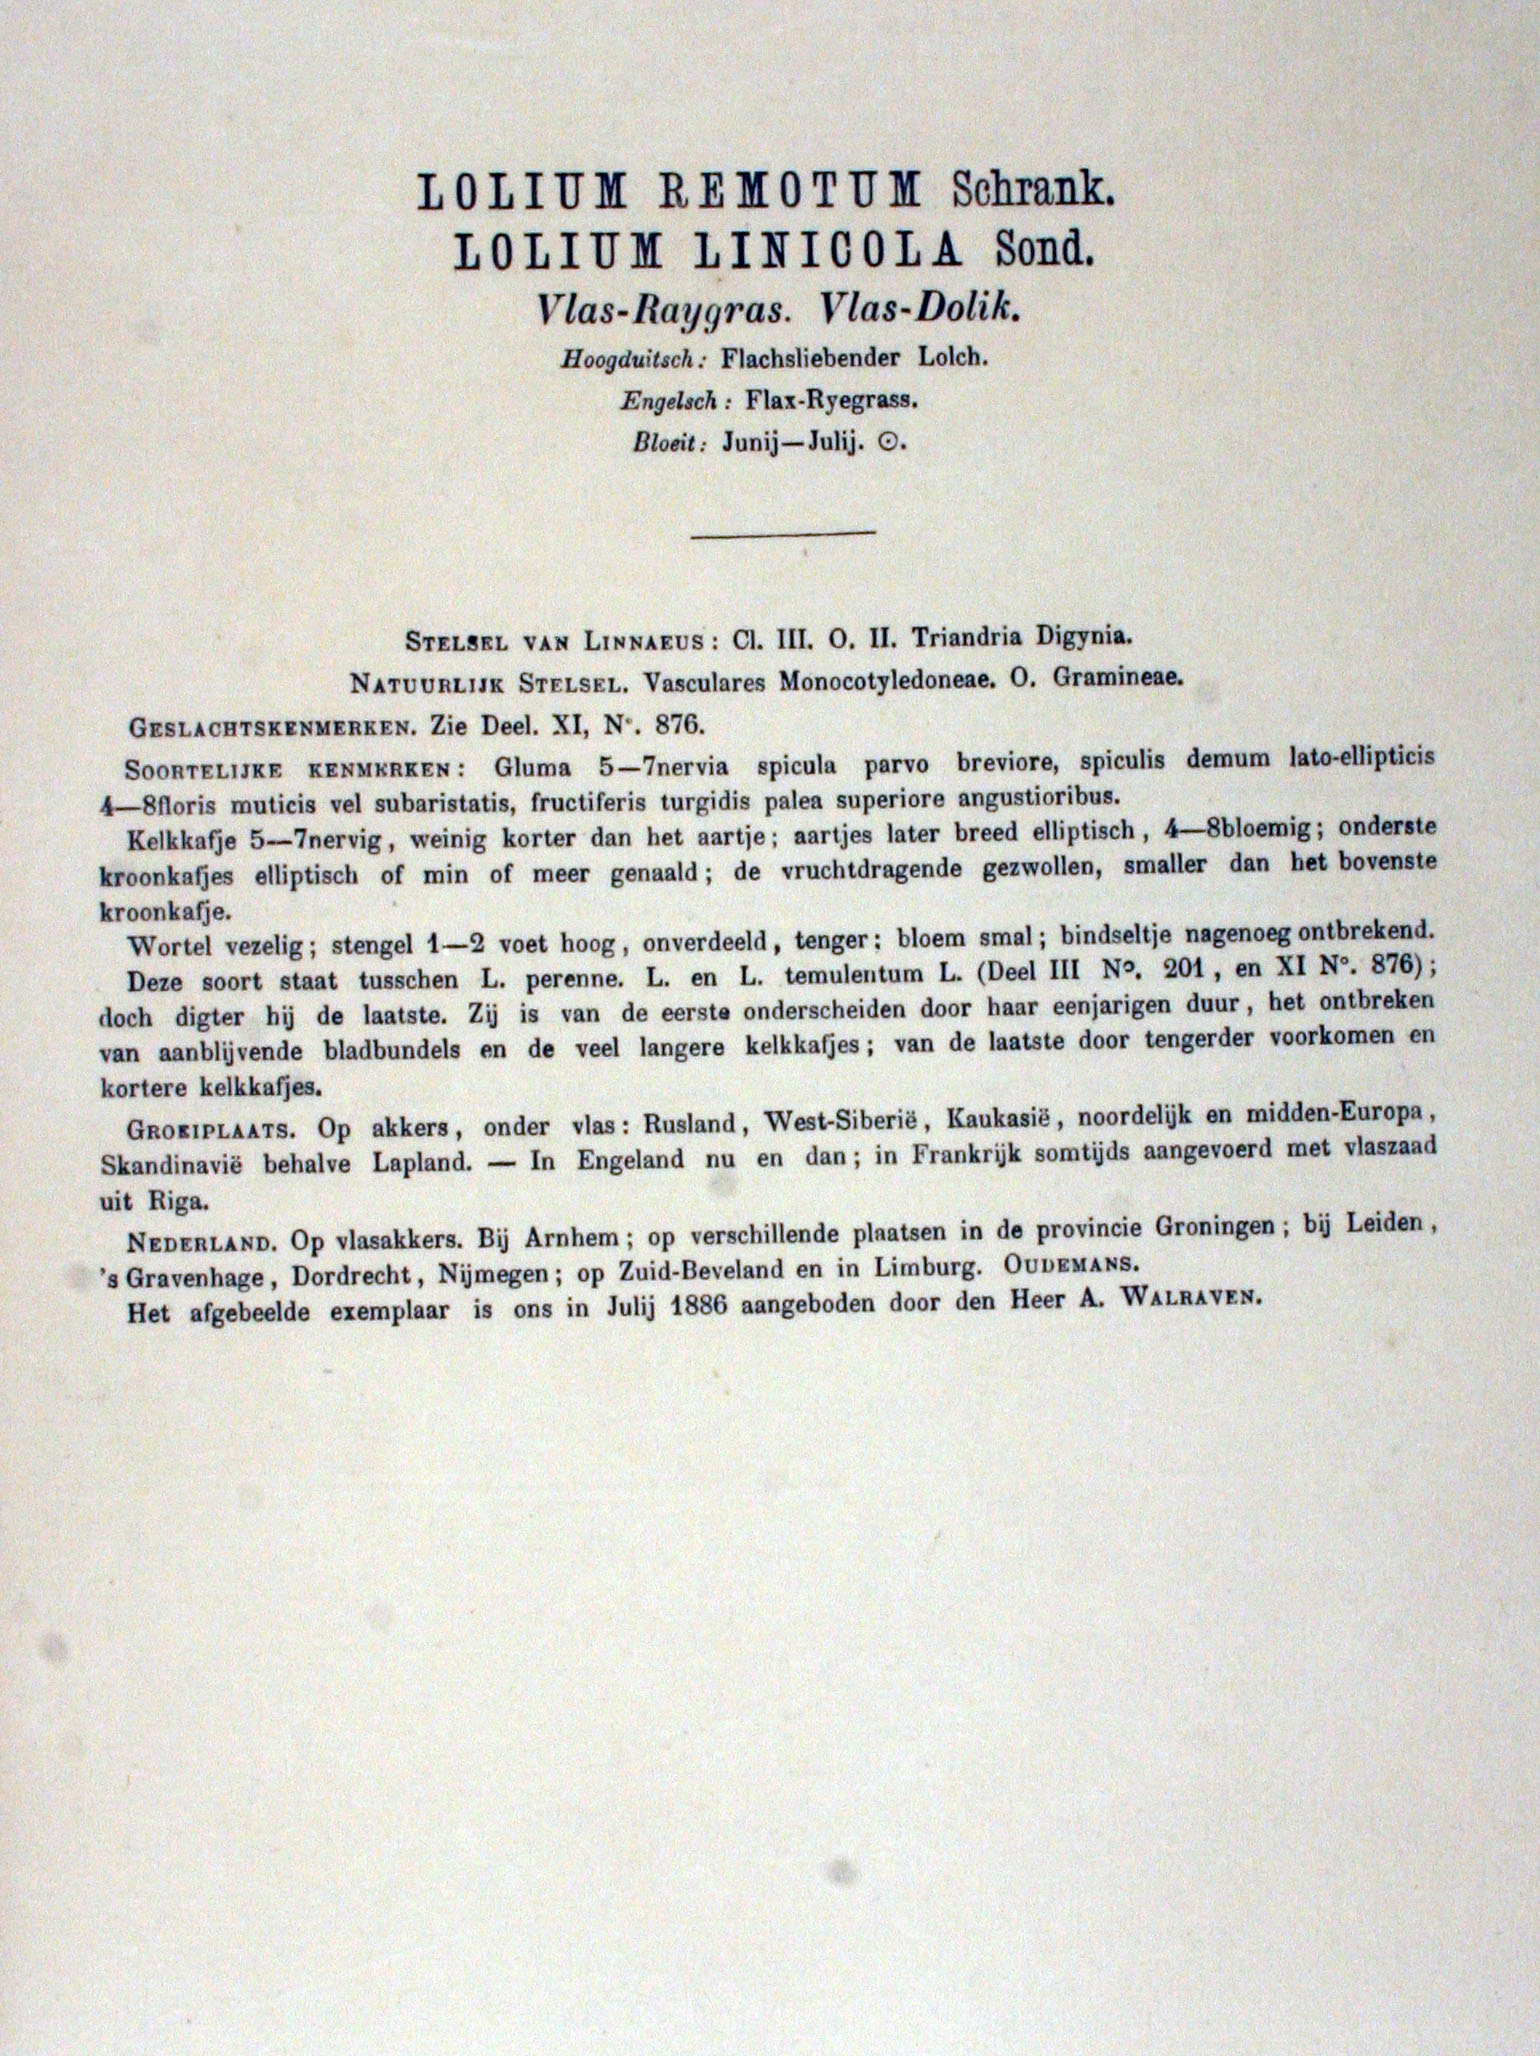 LOLIUM REMOTUM Schrank.
LOLIUM LINICOLA Sond.
Vlas-Raygras. Vlas-Dolik.
Hoogduitsch: Flachsliebender Lolch.
Engelsch: Flax-Ryegrass.
Bloeit: Junij—Julij. ⊙.
STELSEL VAN LINNAEUS: Cl. III. O. II. Triandria Digynia.
NATUURLIJK STELSEL. Vasculares Monocotyledoneae. O. Gramineae.
GESLACHTSKENMERKEN. Zie Deel. XI, N°. 876.
SOORTELIJKE KENMERKEN: Gluma 5—7nervia spicula parvo breviore, spiculis demum lato-ellipticis
4—8floris muticis vel subaristatis, fructiferis turgidis palea superiore angustioribus.
Kelkkafje 5—7nervig, weinig korter dan het aartje; aartjes later breed elliptisch, 4—8bloemig; onderste
kroonkafjes elliptisch of min of meer genaald; de vruchtdragende gezwollen, smaller dan het bovenste
kroonkafje.
Wortel vezelig; stengel 1—2 voet hoog, onverdeeld, tenger; bloem smal; bindseltje nagenoeg ontbrekend.
Deze soort staat tusschen L. perenne. L. en L. temulentum L. (Deel III N°. 201, en XI N°. 876);
doch digter bij de laatste. Zij is van de eerste onderscheiden door haar eenjarigen duur, het ontbreken
van aanblijvende bladbundels en de veel langere kelkkafjes; van de laatste door tengerder voorkomen en
kortere kelkkafjes.
GROEIPLAATS. Op akkers, onder vlas: Rusland, West-Siberië, Kaukasië, noordelijk en midden-Europa,
Skandinavië behalve Lapland. — In Engeland nu en dan; in Frankrijk somtijds aangevoerd met vlaszaad
uit Riga.
NEDERLAND. Op vlasakkers. Bij Arnhem; op verschillende plaatsen in de provincie Groningen; bij Leiden,
's Gravenhage, Dordrecht, Nijmegen; op Zuid-Beveland en in Limburg. OUDEMANS.
Het afgebeelde exemplaar is ons in Julij 1886 aangeboden door den Heer A. WALRAVEN.